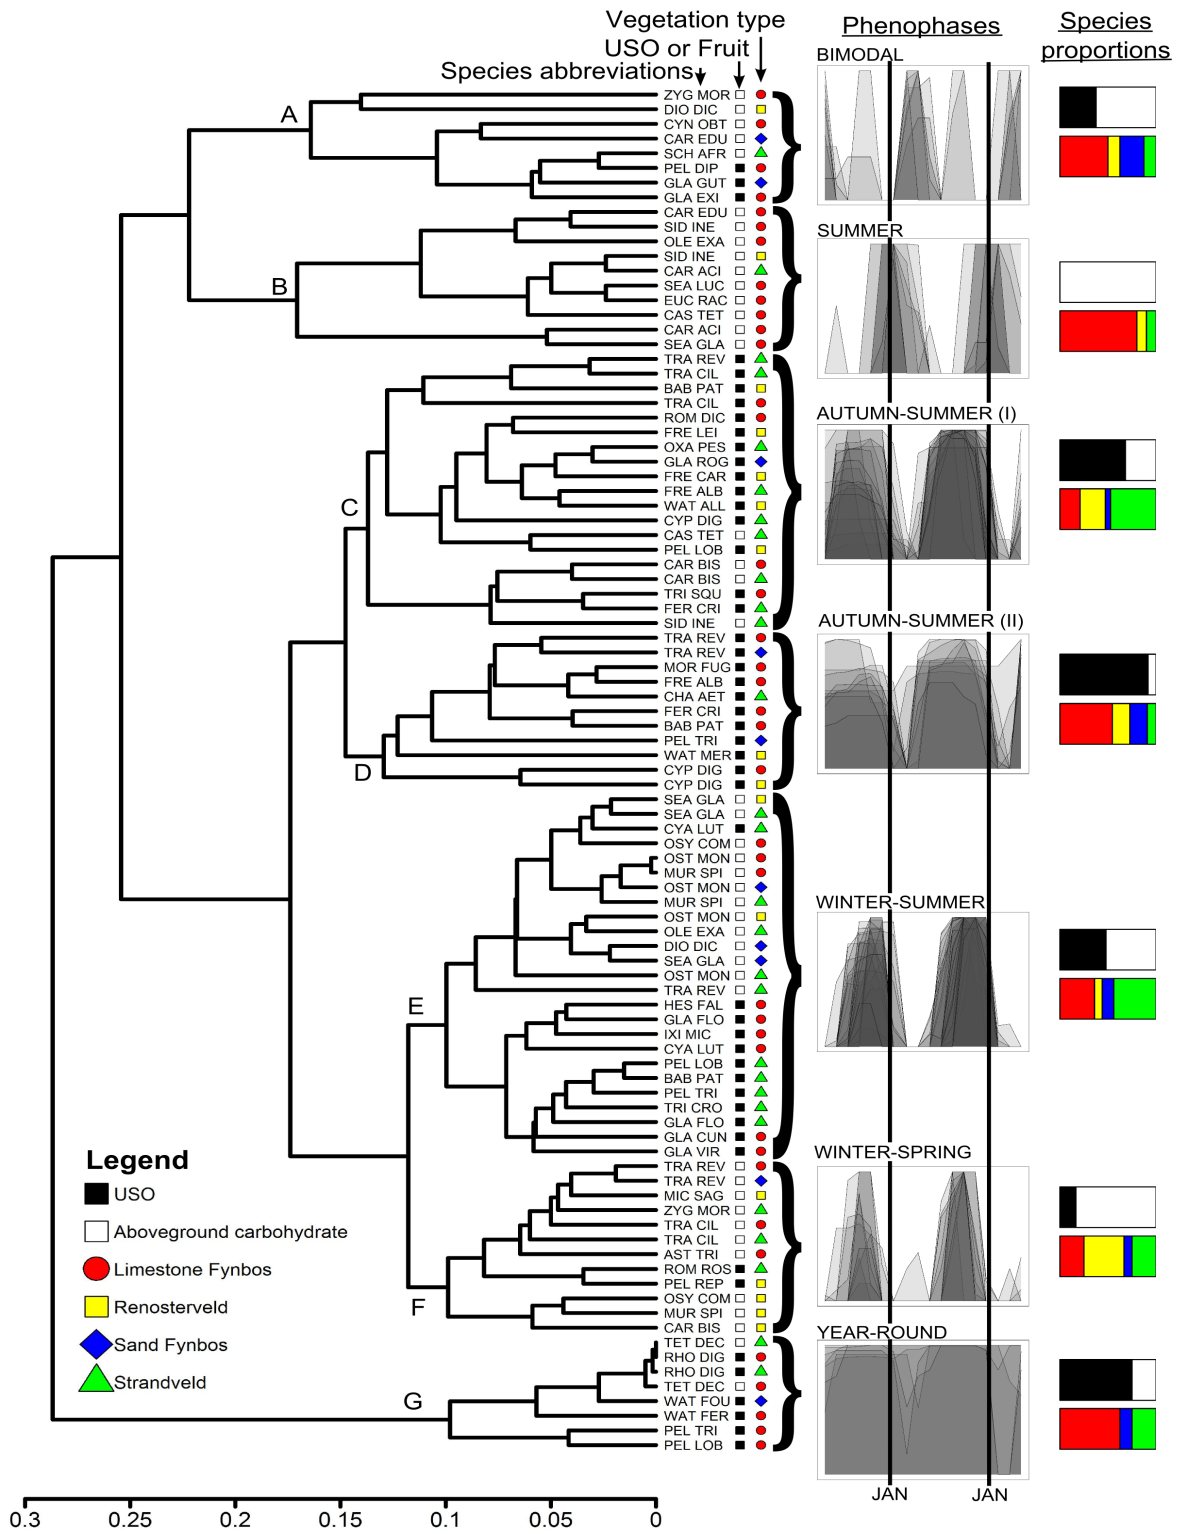 Vegetation type
USO or Fruit
Species abbreviations
Phenophases
Species
proportions
BIMODAL
ZYG MOR
DIO DIC
CYN OBT
CAR EDU
SCH AFR
PEL DIP
GLA GUT
GLA EXI
A
SUMMER
CAR EDU
SID INE
OLE EXA
SID INE
CAR ACI
SEA LUC
EUC RAC
CAS TET
CAR ACI
SEA GLA
B
AUTUMN-SUMMER (I)
TRA REV
TRA CIL
BAB PAT
TRA CIL
ROM DIC
FRE LEI
OXA PES
GLA ROG
FRE CAR
FRE ALB
WAT ALL
CYP DIG
CAS TET
PEL LOB
CAR BIS
CAR BIS
TRI SQU
FER CRI
SID INE
C
AUTUMN-SUMMER (II)
TRA REV
TRA REV
MOR FUG
FRE ALB
CHA AET
FER CRI
BAB PAT
PEL TRI
WAT MER
CYP DIG
CYP DIG
D
WINTER-SUMMER
SEA GLA
SEA GLA
CYA LUT
OSY COM
OST MON
MUR SPI
OST MON
MUR SPI
OST MON
OLE EXA
DIO DIC
SEA GLA
OST MON
TRA REV
HES FAL
GLA FLO
IXI MIC
CYA LUT
PEL LOB
BAB PAT
PEL TRI
TRI CRO
GLA FLO
GLA CUN
GLA VIR
E
WINTER-SPRING
TRA REV
TRA REV
MIC SAG
ZYG MOR
TRA CIL
TRA CIL
AST TRI
ROM ROS
PEL REP
OSY COM
MUR SPI
CAR BIS
F
YEAR-ROUND
TET DEC
RHO DIG
RHO DIG
TET DEC
WAT FOU
WAT FER
PEL TRI
PEL LOB
G
Legend
USO
Aboveground carbohydrate
Limestone Fynbos
Renosterveld
Sand Fynbos
Strandveld
JAN JAN
0.3 0.25 0.2 0.15 0.1 0.05 0